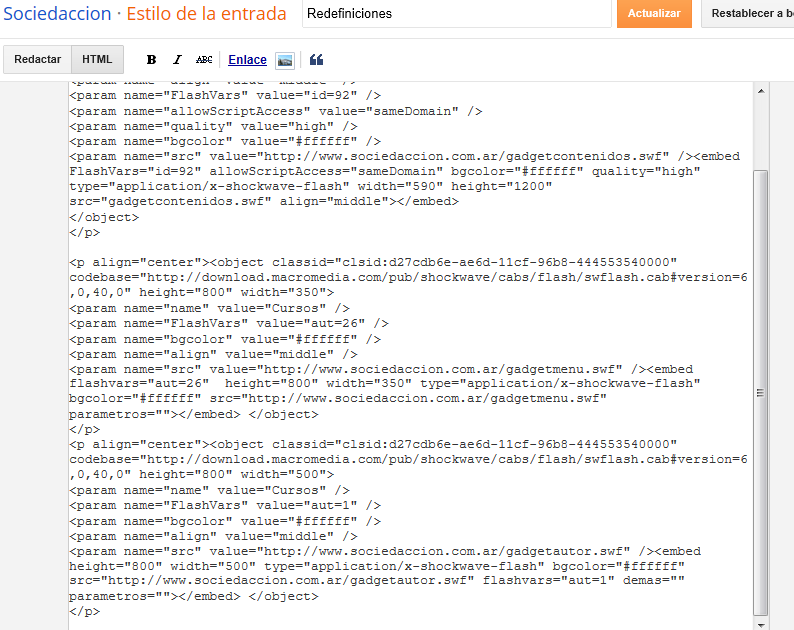 Sociedaccion · Estilo de la entrada Redefiniciones Actualizar Restablecer a b
Redactar HTML B I ABC Enlace
<param name="align" value="middle" />
<param name="FlashVars" value="id=92" />
<param name="allowScriptAccess" value="sameDomain" />
<param name="quality" value="high" />
<param name="bgcolor" value="#ffffff" />
<param name="src" value="http://www.sociedaccion.com.ar/gadgetcontenidos.swf" /><embed
FlashVars="id=92" allowScriptAccess="sameDomain" bgcolor="#ffffff" quality="high"
type="application/x-shockwave-flash" width="590" height="1200"
src="gadgetcontenidos.swf" align="middle"></embed>
</object>
</p>
<p align="center"><object classid="clsid:d27cdb6e-ae6d-11cf-96b8-444553540000"
codebase="http://download.macromedia.com/pub/shockwave/cabs/flash/swflash.cab#version=6
,0,40,0" height="800" width="350">
<param name="name" value="Cursos" />
<param name="FlashVars" value="aut=26" />
<param name="bgcolor" value="#ffffff" />
<param name="align" value="middle" />
<param name="src" value="http://www.sociedaccion.com.ar/gadgetmenu.swf" /><embed
flashvars="aut=26"  height="800" width="350" type="application/x-shockwave-flash"
bgcolor="#ffffff" src="http://www.sociedaccion.com.ar/gadgetmenu.swf"
parametros=""></embed> </object>
</p>
<p align="center"><object classid="clsid:d27cdb6e-ae6d-11cf-96b8-444553540000"
codebase="http://download.macromedia.com/pub/shockwave/cabs/flash/swflash.cab#version=6
,0,40,0" height="800" width="500">
<param name="name" value="Cursos" />
<param name="FlashVars" value="aut=1" />
<param name="bgcolor" value="#ffffff" />
<param name="align" value="middle" />
<param name="src" value="http://www.sociedaccion.com.ar/gadgetautor.swf" /><embed
height="800" width="500" type="application/x-shockwave-flash" bgcolor="#ffffff"
src="http://www.sociedaccion.com.ar/gadgetautor.swf" flashvars="aut=1" demas=""
parametros=""></embed> </object>
</p>